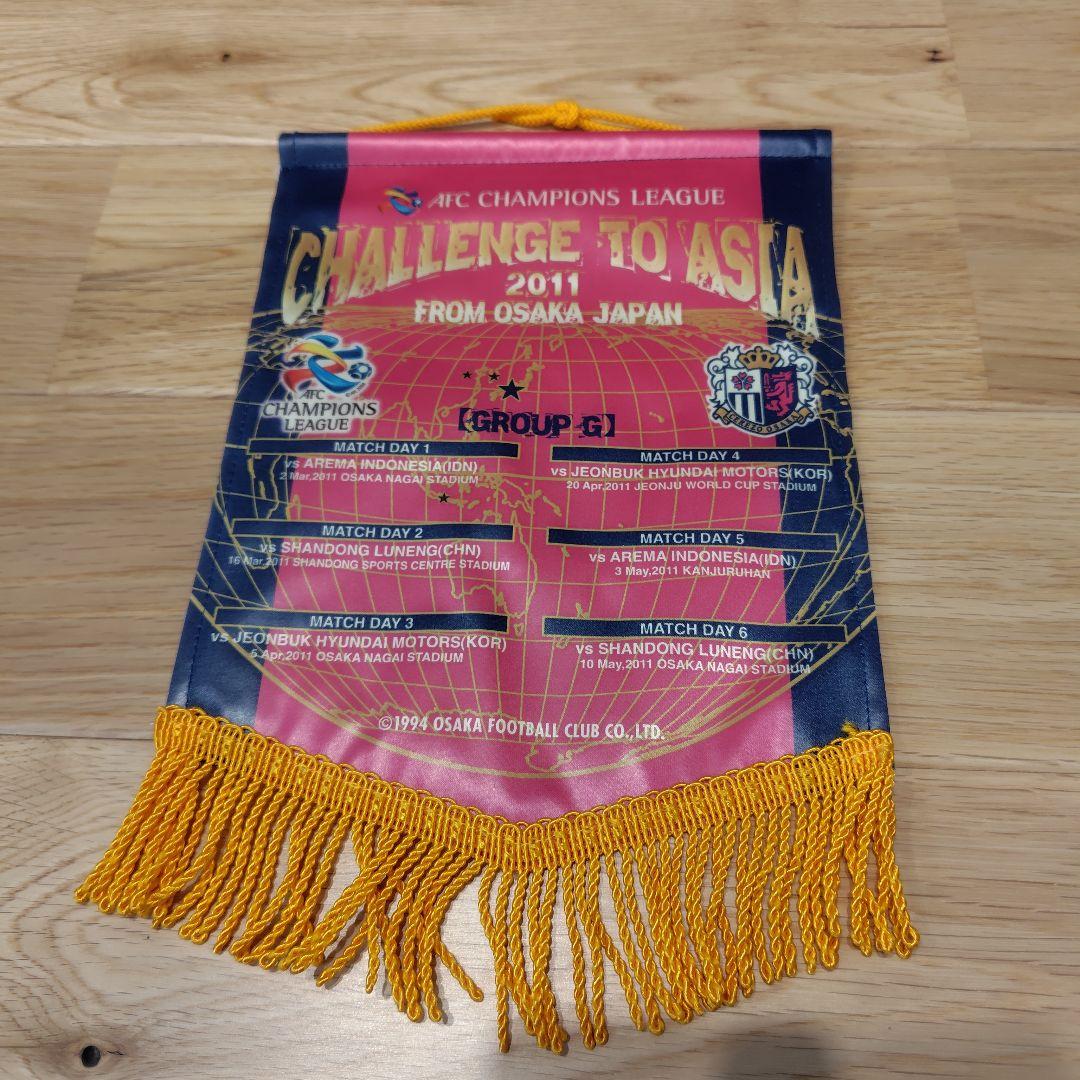 AFC CHAMPIONS LEAGUE
CHALLENGE TO ASIA
2011
FROM OSAKA JAPAN
AFC
CHAMPIONS
LEAGUE
CEREZO OSAKA
【GROUP G】
MATCH DAY 1
vs AREMA INDONESIA(IDN)
2 Mar,2011 OSAKA NAGAI STADIUM
MATCH DAY 2
vs SHANDONG LUNENG(CHN)
16 Mar,2011 SHANDONG SPORTS CENTRE STADIUM
MATCH DAY 3
vs JEONBUK HYUNDAI MOTORS(KOR)
5 Apr,2011 OSAKA NAGAI STADIUM
MATCH DAY 4
vs JEONBUK HYUNDAI MOTORS(KOR)
20 Apr,2011 JEONJU WORLD CUP STADIUM
MATCH DAY 5
vs AREMA INDONESIA(IDN)
3 May,2011 KANJURUHAN
MATCH DAY 6
vs SHANDONG LUNENG(CHN)
10 May,2011 OSAKA NAGAI STADIUM
©1994 OSAKA FOOTBALL CLUB CO.,LTD.